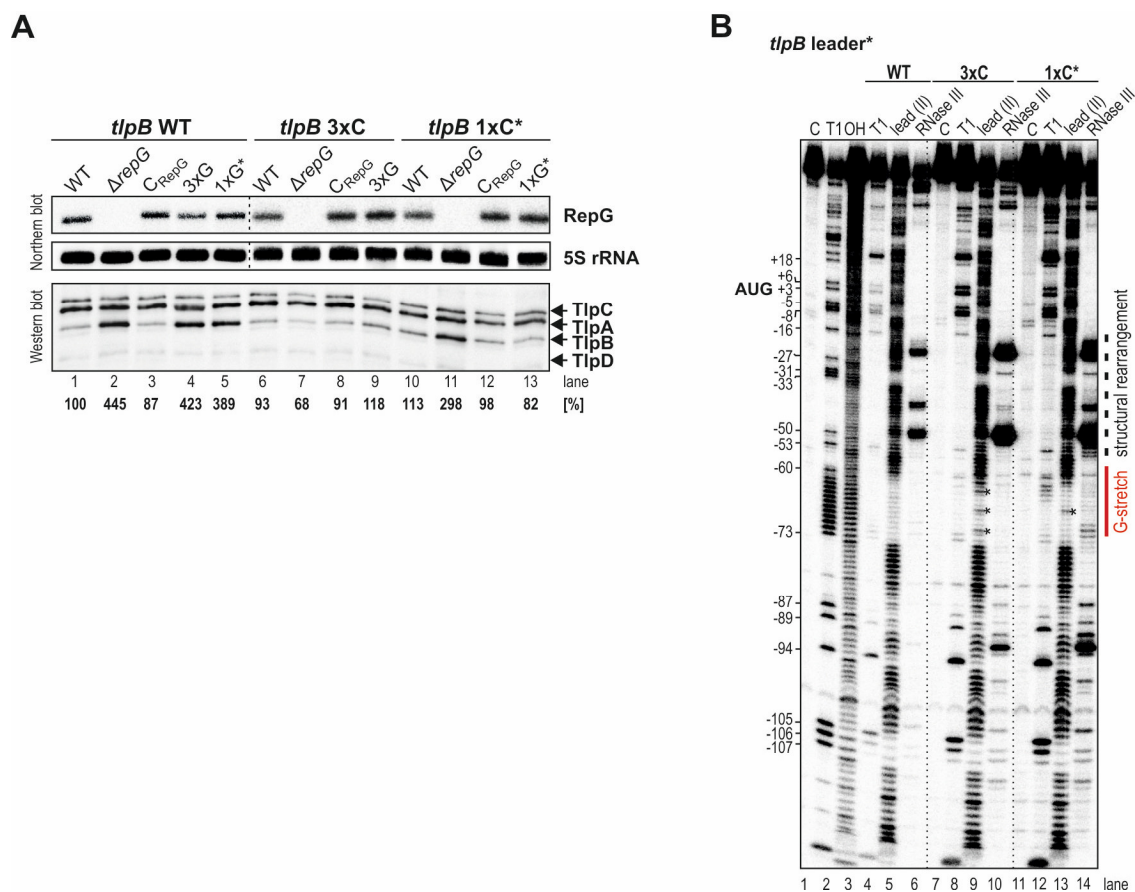 A
tlpB WT
tlpB 3xC
tlpB 1xC*
WT
ΔrepG
C RepG
3xG
1xG*
WT
ΔrepG
C RepG
3xG
WT
ΔrepG
C RepG
1xG*
Northern blot
RepG
5S rRNA
Western blot
TlpC
TlpA
TlpB
TlpD
1 2 3 4 5 6 7 8 9 10 11 12 13 lane
100 445 87 423 389 93 68 91 118 113 298 98 82 [%]
B
tlpB leader*
WT
3xC
1xC*
C
T1
OH
T1
lead (II)
RNase III
C
T1
lead (II)
RNase III
C
T1
lead (II)
RNase III
+18
+6
AUG
+3
-5
-8
-16
-27
-31
-33
-50
-53
-60
-73
-87
-89
-94
-105
-106
-107
*
*
*
*
structural rearrangement
G-stretch
1 2 3 4 5 6 7 8 9 10 11 12 13 14 lane